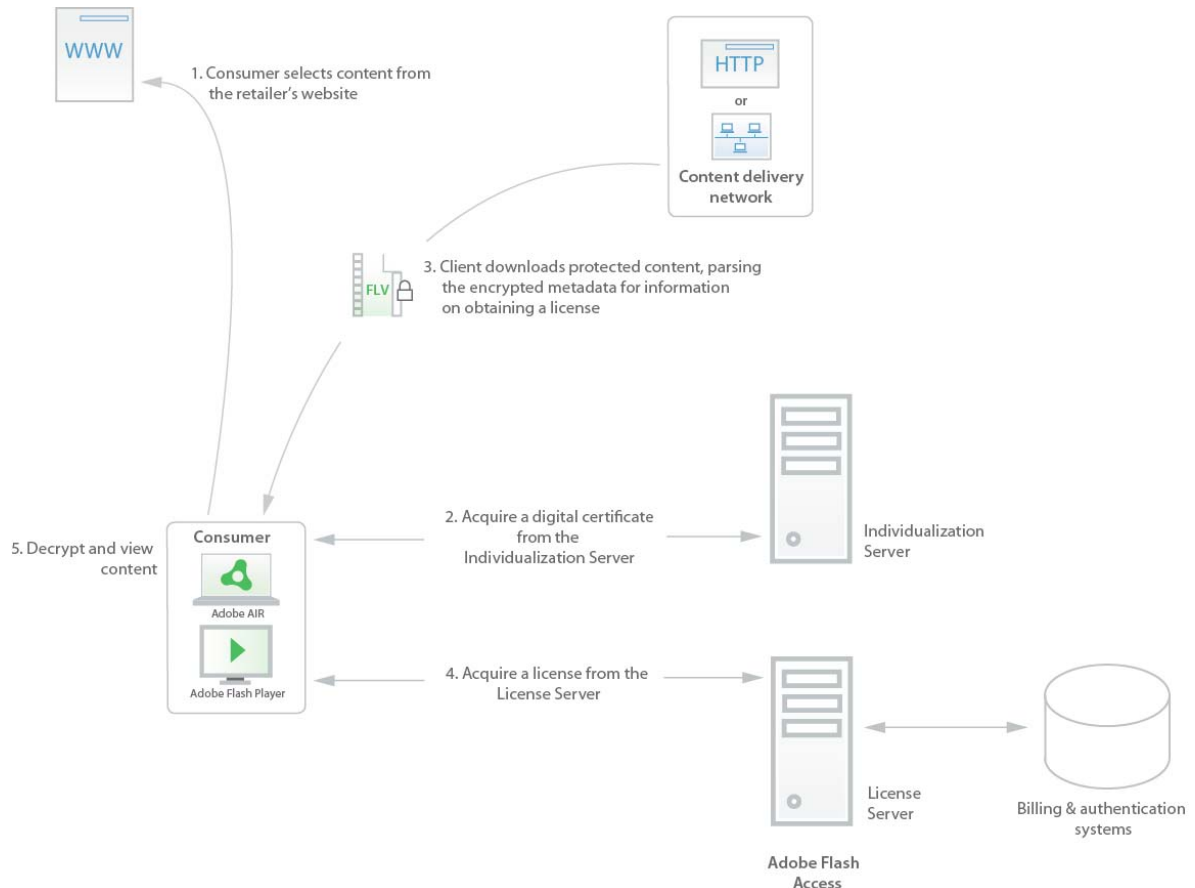 WWW
1. Consumer selects content from
the retailer's website
HTTP
or
Content delivery
network
3. Client downloads protected content, parsing
the encrypted metadata for information
on obtaining a license
FLV
2. Acquire a digital certificate
from the
Individualization Server
Individualization
Server
5. Decrypt and view
content
Consumer
Adobe AIR
Adobe Flash Player
4. Acquire a license from the
License Server
License
Server
Billing & authentication
systems
Adobe Flash
Access